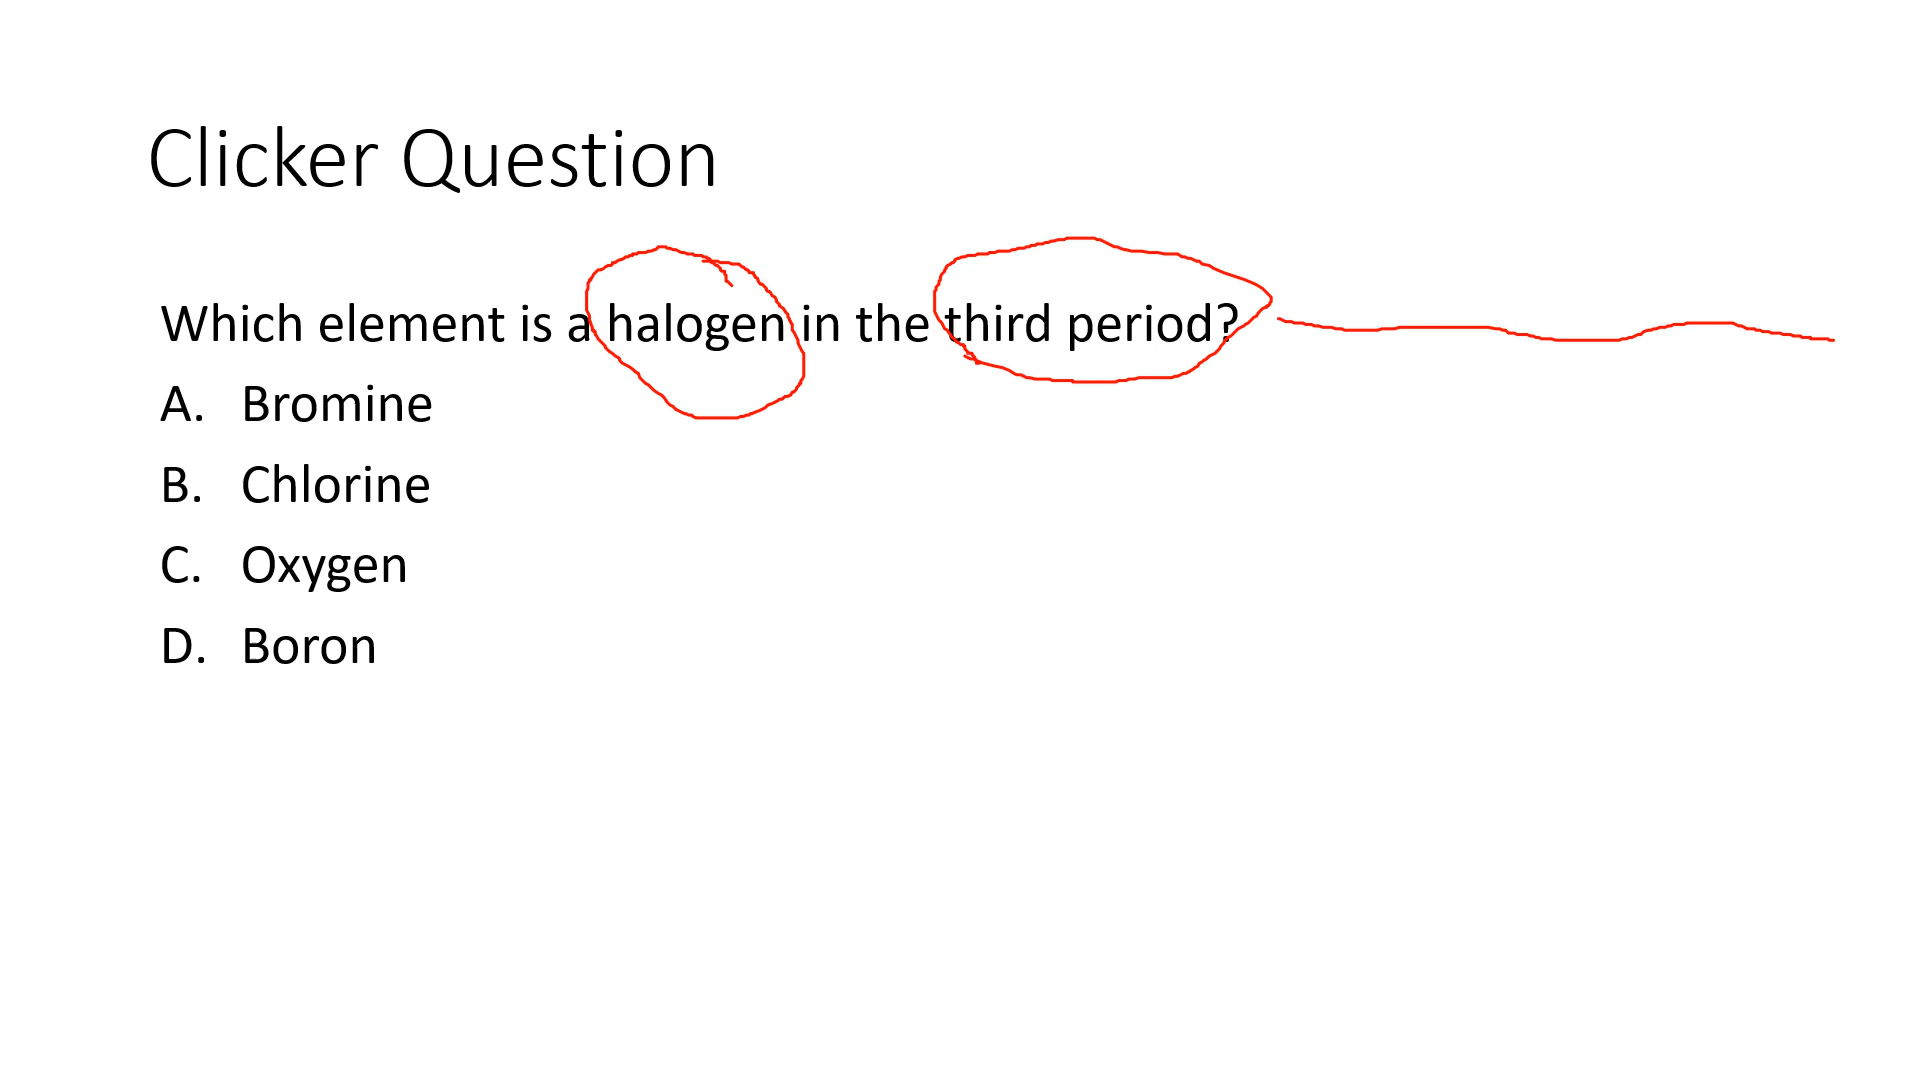 Clicker Question
Which element is a halogen in the third period?
A. Bromine
B. Chlorine
C. Oxygen
D. Boron